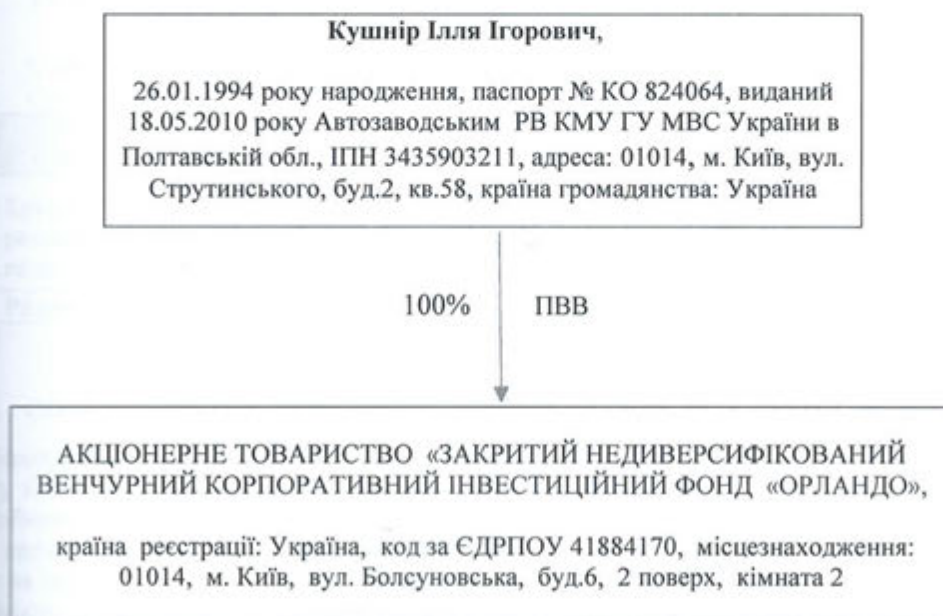 Кушнір Ілля Ігорович,
26.01.1994 року народження, паспорт № КО 824064, виданий
18.05.2010 року Автозаводським РВ КМУ ГУ МВС України в
Полтавській обл., ІПН 3435903211, адреса: 01014, м. Київ, вул.
Струтинського, буд.2, кв.58, країна громадянства: Україна
100% ПВВ
АКЦІОНЕРНЕ ТОВАРИСТВО «ЗАКРИТИЙ НЕДИВЕРСИФІКОВАНИЙ
ВЕНЧУРНИЙ КОРПОРАТИВНИЙ ІНВЕСТИЦІЙНИЙ ФОНД «ОРЛАНДО»,
країна реєстрації: Україна, код за ЄДРПОУ 41884170, місцезнаходження:
01014, м. Київ, вул. Болсуновська, буд.6, 2 поверх, кімната 2